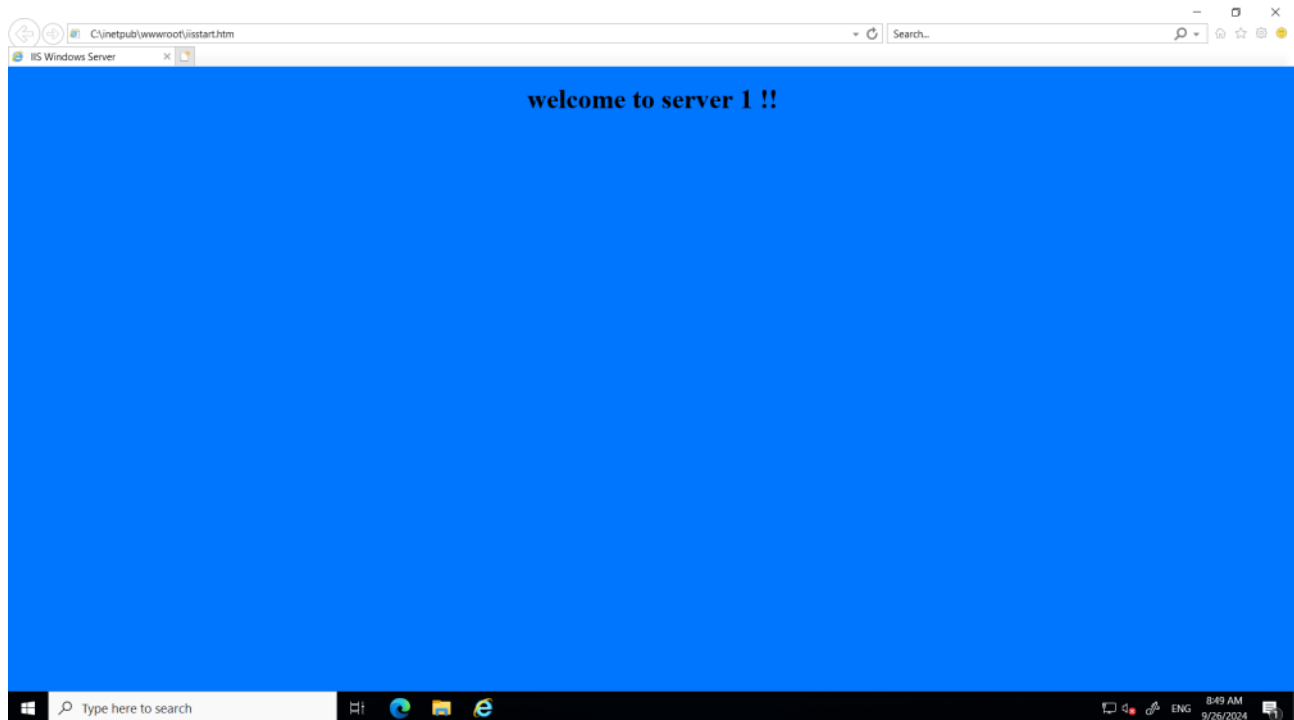 C:\inetpub\wwwroot\iisstart.htm
Search...
IIS Windows Server
welcome to server 1 !!
Type here to search
ENG
8:49 AM
9/26/2024
1